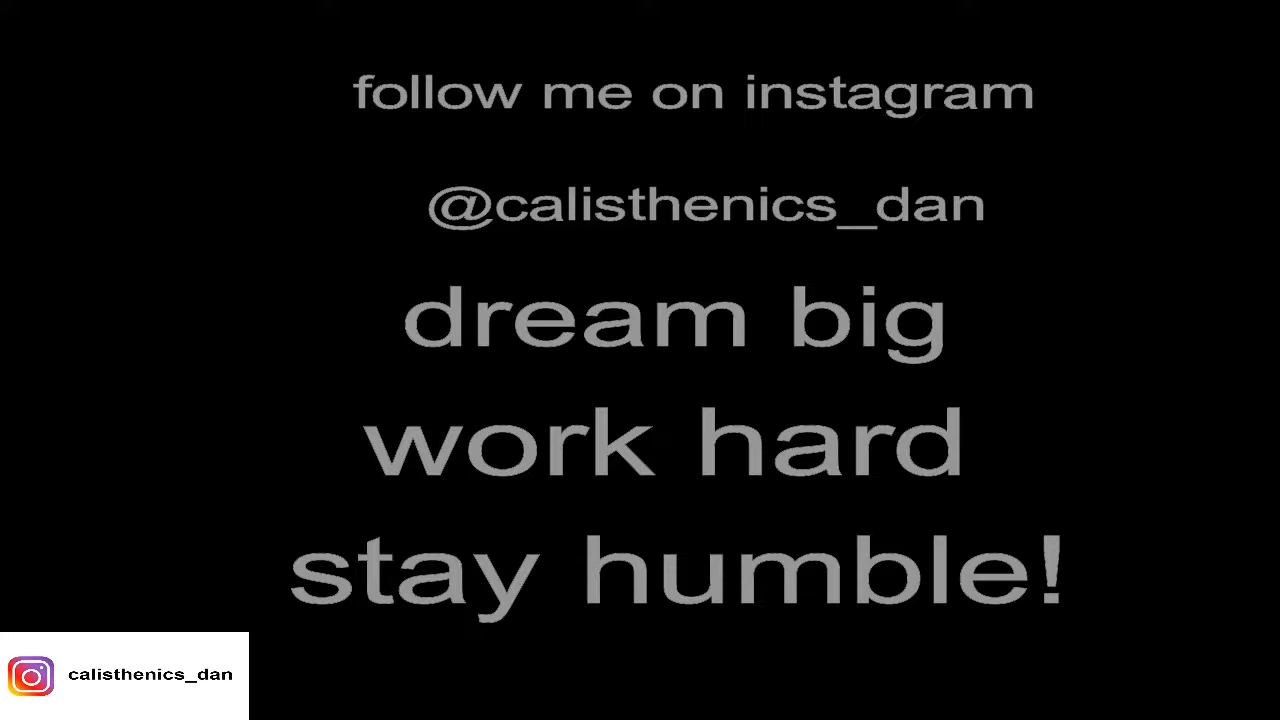 follow me on instagram
@calisthenics_dan
dream big
work hard
stay humble!
calisthenics_dan